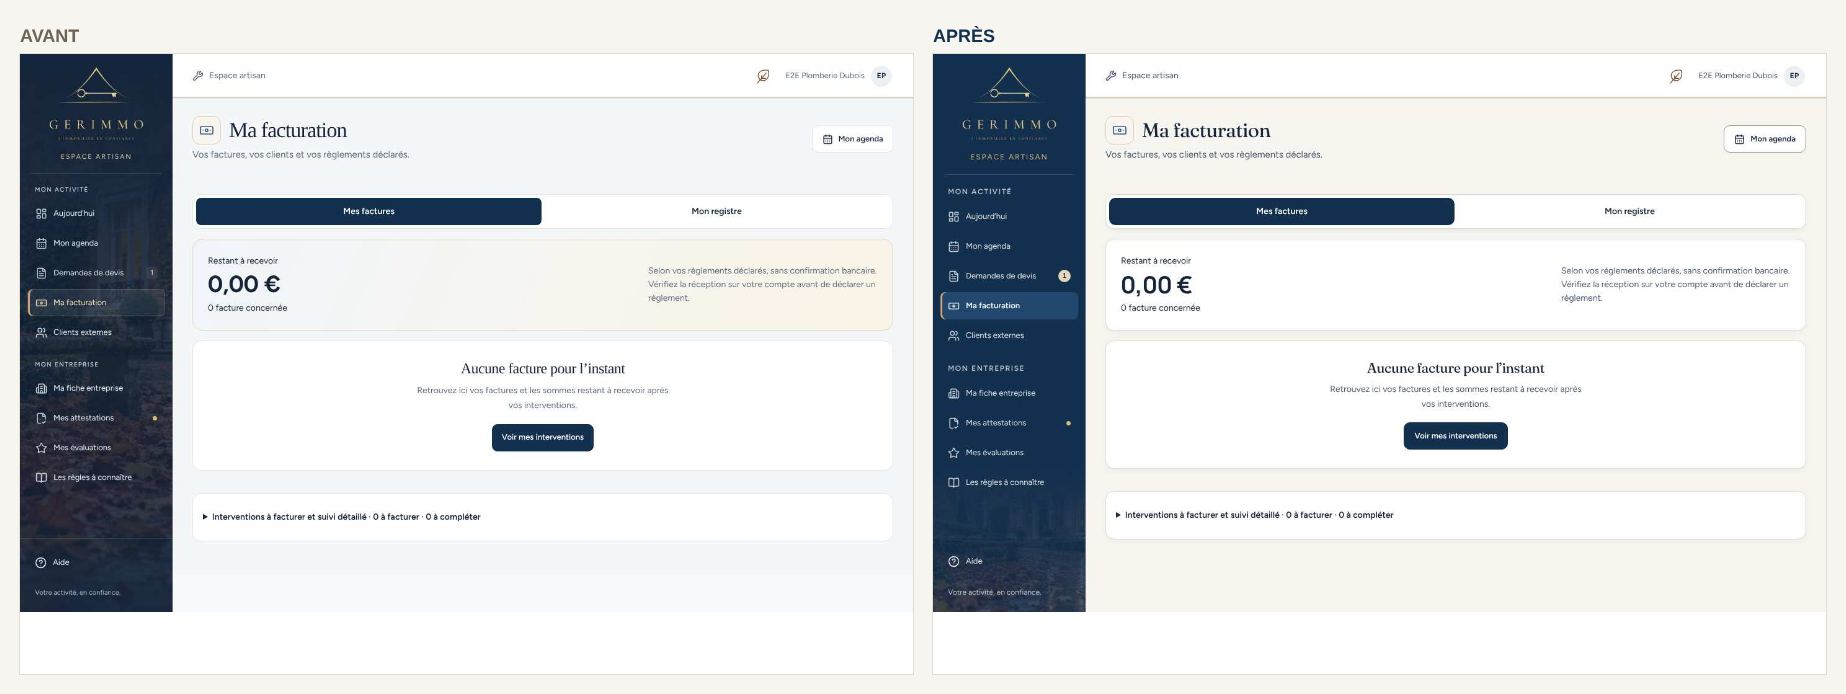 AVANT
GERIMMO
L'IMMOBILIER EN CONFIANCE
ESPACE ARTISAN
MON ACTIVITÉ
Aujourd'hui
Mon agenda
Demandes de devis 1
Ma facturation
Clients externes
MON ENTREPRISE
Ma fiche entreprise
Mes attestations
Mes évaluations
Les règles à connaître
Aide
Votre activité, en confiance.
Espace artisan
E2E Plomberie Dubois EP
Ma facturation
Vos factures, vos clients et vos règlements déclarés.
Mon agenda
Mes factures Mon registre
Restant à recevoir
0,00 €
0 facture concernée
Selon vos règlements déclarés, sans confirmation bancaire.
Vérifiez la réception sur votre compte avant de déclarer un
règlement.
Aucune facture pour l’instant
Retrouvez ici vos factures et les sommes restant à recevoir après
vos interventions.
Voir mes interventions
Interventions à facturer et suivi détaillé · 0 à facturer · 0 à compléter
APRÈS
GERIMMO
L'IMMOBILIER EN CONFIANCE
ESPACE ARTISAN
MON ACTIVITÉ
Aujourd'hui
Mon agenda
Demandes de devis 1
Ma facturation
Clients externes
MON ENTREPRISE
Ma fiche entreprise
Mes attestations
Mes évaluations
Les règles à connaître
Aide
Votre activité, en confiance.
Espace artisan
E2E Plomberie Dubois EP
Ma facturation
Vos factures, vos clients et vos règlements déclarés.
Mon agenda
Mes factures Mon registre
Restant à recevoir
0,00 €
0 facture concernée
Selon vos règlements déclarés, sans confirmation bancaire.
Vérifiez la réception sur votre compte avant de déclarer un
règlement.
Aucune facture pour l’instant
Retrouvez ici vos factures et les sommes restant à recevoir après
vos interventions.
Voir mes interventions
Interventions à facturer et suivi détaillé · 0 à facturer · 0 à compléter